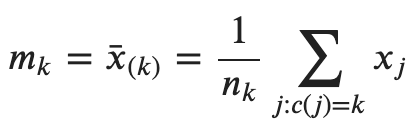 $m_k = \bar{x}_{(k)} = \frac{1}{n_k} \sum_{j:c(j)=k} x_j$